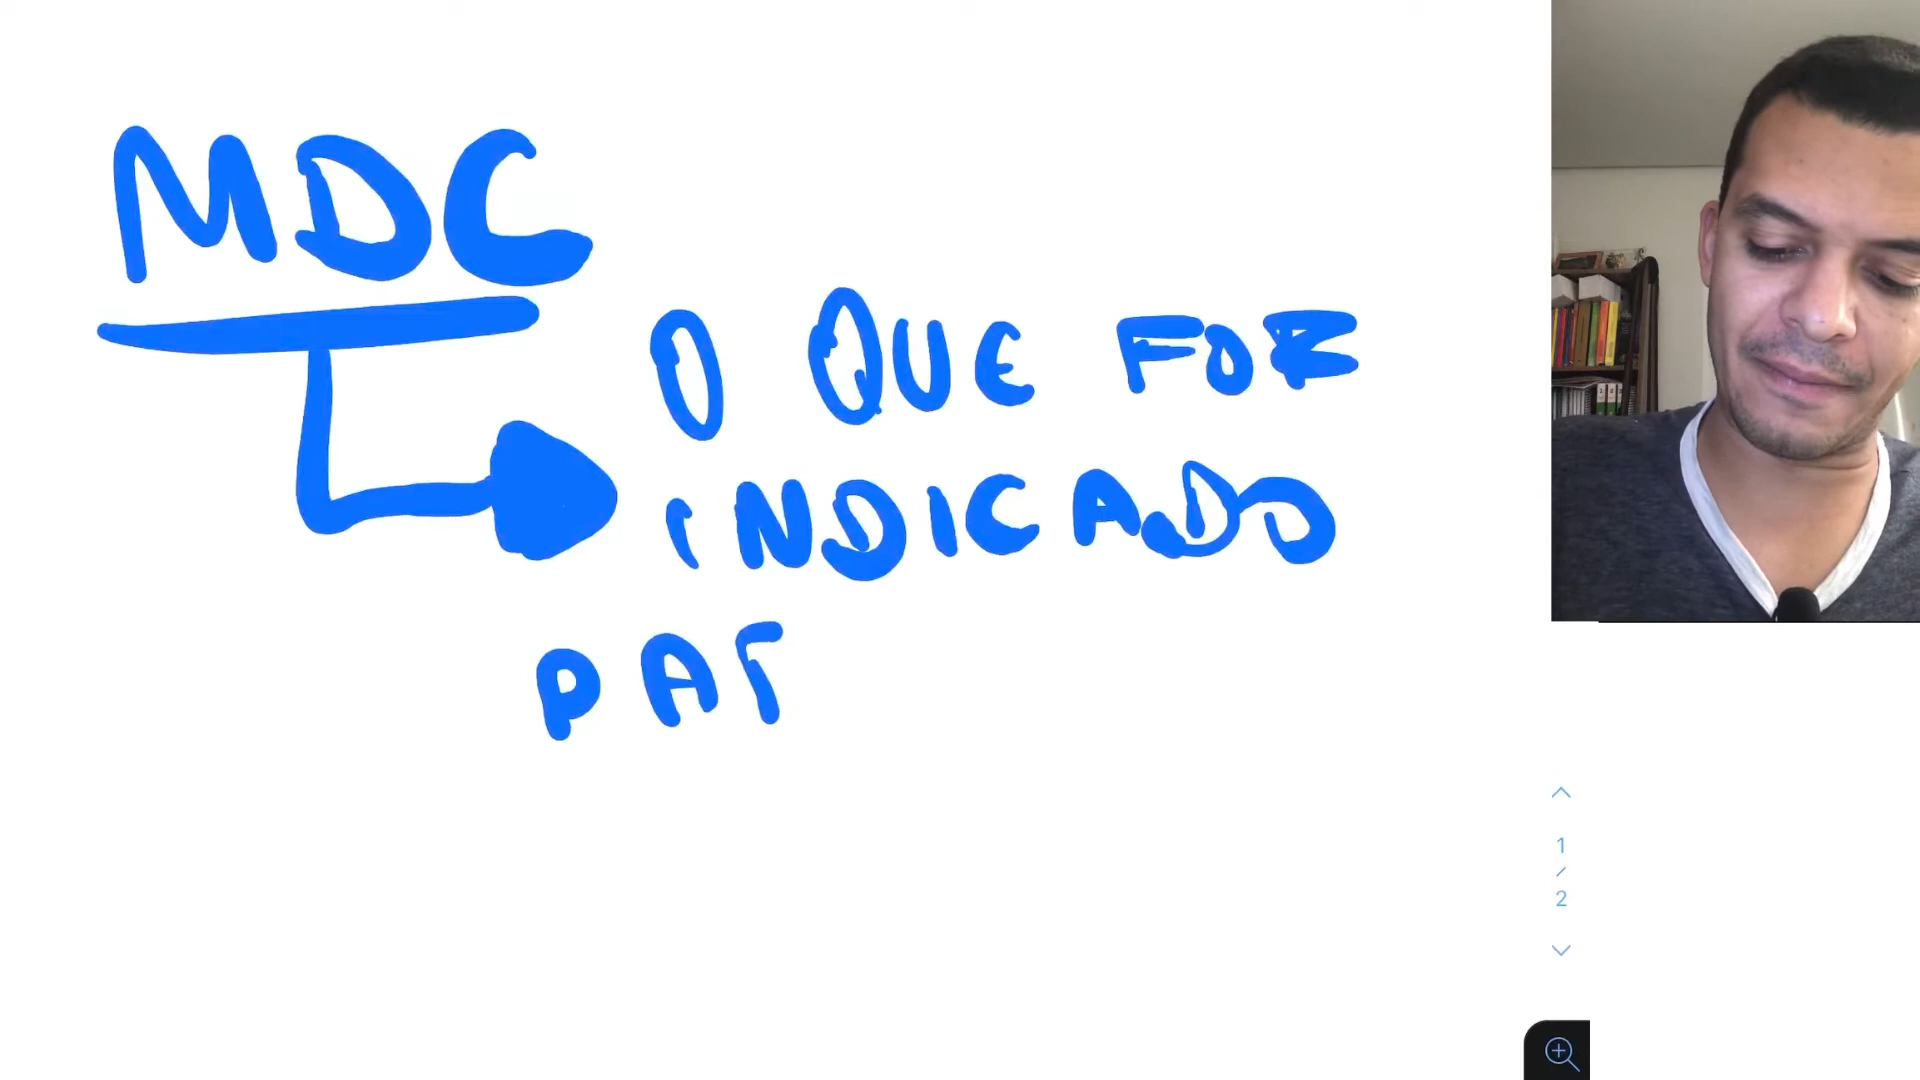 MDC
O QUE FOR
INDICADO
PAR
1
/
2